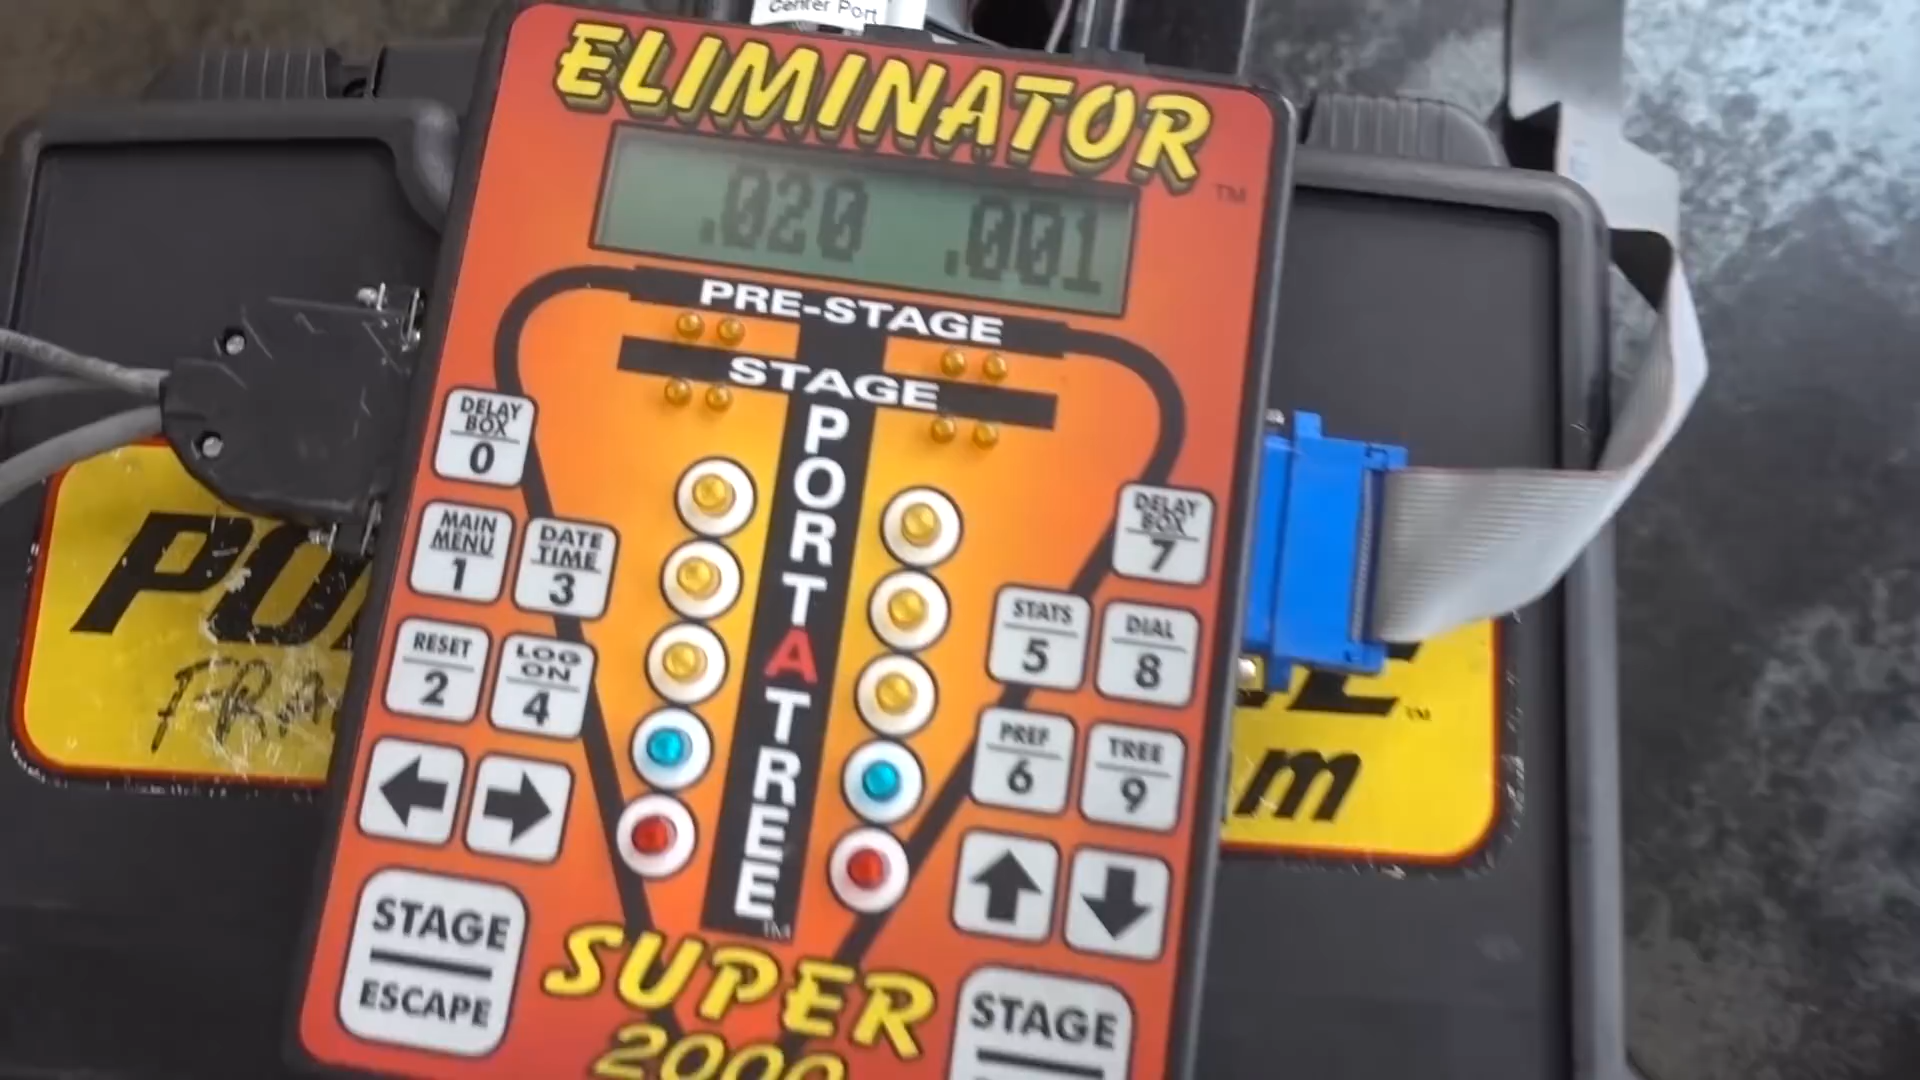 Center Port
ELIMINATOR
TM
.020 .001
PRE-STAGE
STAGE
PORTATREE
TM
DELAY
BOX
0
MAIN
MENU
1
DATE
TIME
3
RESET
2
LOG
ON
4
DELAY
BOX
7
STATS
5
DIAL
8
PREF
6
TREE
9
STAGE
ESCAPE
STAGE
SUPER
2000
TM
m